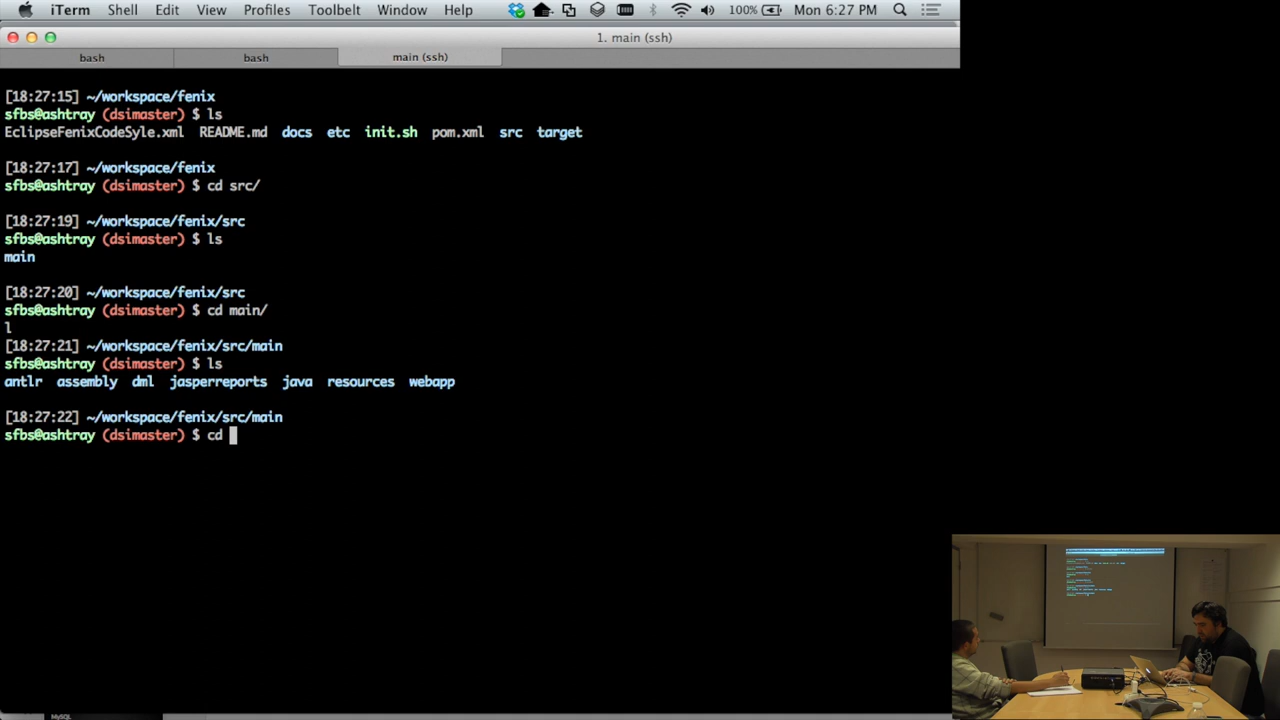 iTerm Shell Edit View Profiles Toolbelt Window Help 100% Mon 6:27 PM
1. main (ssh)
bash bash main (ssh)
[18:27:15] ~/workspace/fenix
sfbs@ashtray (dsimaster) $ ls
EclipseFenixCodeSyle.xml README.md docs etc init.sh pom.xml src target
[18:27:17] ~/workspace/fenix
sfbs@ashtray (dsimaster) $ cd src/
[18:27:19] ~/workspace/fenix/src
sfbs@ashtray (dsimaster) $ ls
main
[18:27:20] ~/workspace/fenix/src
sfbs@ashtray (dsimaster) $ cd main/
l
[18:27:21] ~/workspace/fenix/src/main
sfbs@ashtray (dsimaster) $ ls
antlr assembly dml jasperreports java resources webapp
[18:27:22] ~/workspace/fenix/src/main
sfbs@ashtray (dsimaster) $ cd
MySQL